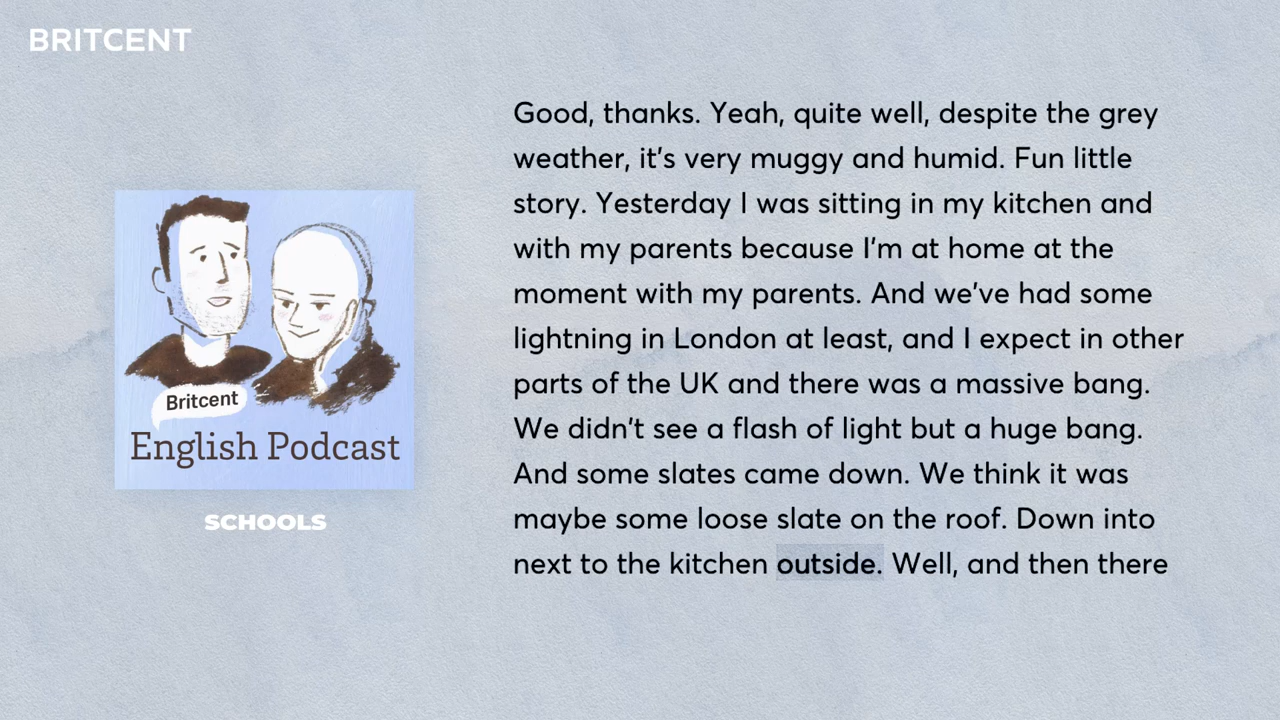 BRITCENT
Britcent
English Podcast
SCHOOLS
Good, thanks. Yeah, quite well, despite the grey
weather, it's very muggy and humid. Fun little
story. Yesterday I was sitting in my kitchen and
with my parents because I'm at home at the
moment with my parents. And we've had some
lightning in London at least, and I expect in other
parts of the UK and there was a massive bang.
We didn't see a flash of light but a huge bang.
And some slates came down. We think it was
maybe some loose slate on the roof. Down into
next to the kitchen outside. Well, and then there